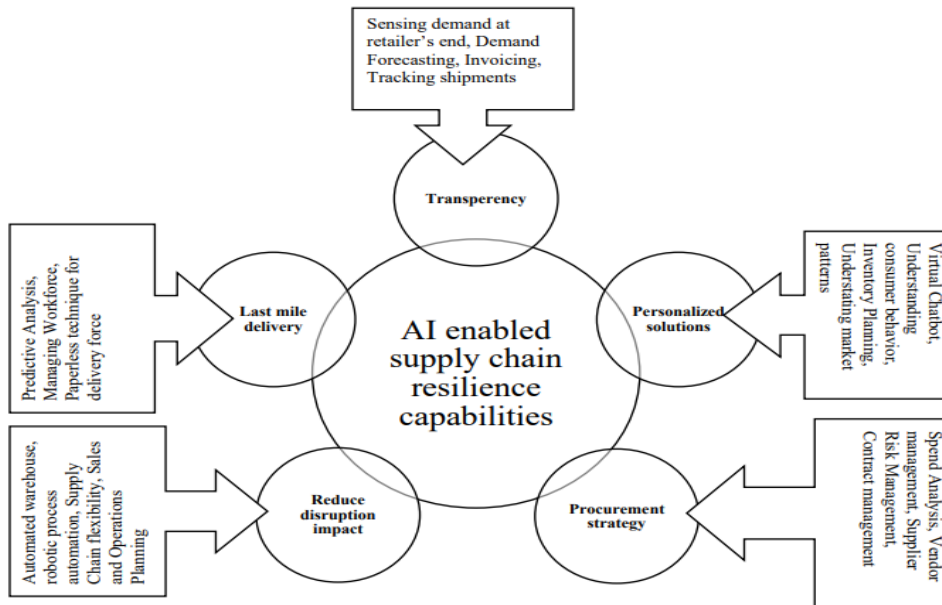 Sensing demand at
retailer's end, Demand
Forecasting, Invoicing,
Tracking shipments
Transperency
Predictive Analysis,
Managing Workforce,
Paperless technique for
delivery force
Last mile
delivery
AI enabled
supply chain
resilience
capabilities
Personalized
solutions
Virtual Chatbot,
Understanding
consumer behavior,
Inventory Planning,
Understating market
patterns
Automated warehouse,
robotic process
automation, Supply
Chain flexibility, Sales
and Operations
Planning
Reduce
disruption
impact
Procurement
strategy
Spend Analysis, Vendor
management, Supplier
Risk Management,
Contract management